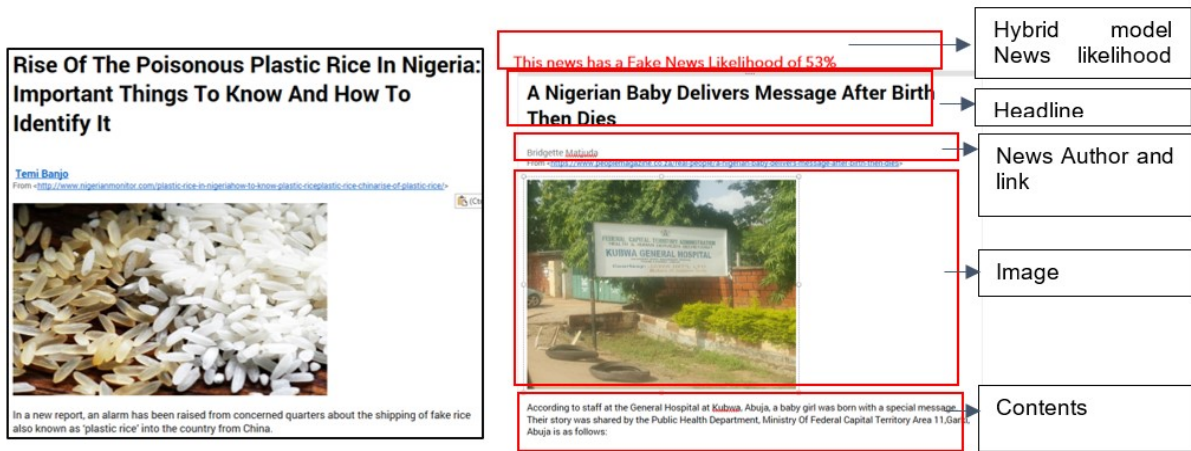 Rise Of The Poisonous Plastic Rice In Nigeria:
Important Things To Know And How To
Identify It
Temi Banjo
From <http://www.nigerianmonitor.com/plastic-rice-in-nigeriahow-to-know-plastic-riceplastic-rice-chinarise-of-plastic-rice/>
(Ct
In a new report, an alarm has been raised from concerned quarters about the shipping of fake rice
also known as 'plastic rice' into the country from China.
This news has a Fake News Likelihood of 53%
A Nigerian Baby Delivers Message After Birth
Then Dies
Bridgette Matjuda
From <https://www.peoplemagazine.co.za/real-people/a-nigerian-baby-delivers-message-after-birth-then-dies>
FEDERAL CAPITAL TERRITORY ADMINISTRATION
KUBWA GENERAL HOSPITAL
According to staff at the General Hospital at Kubwa, Abuja, a baby girl was born with a special message.
Their story was shared by the Public Health Department, Ministry Of Federal Capital Territory Area 11,Garki,
Abuja is as follows:
Hybrid model
News likelihood
Headline
News Author and
link
Image
Contents